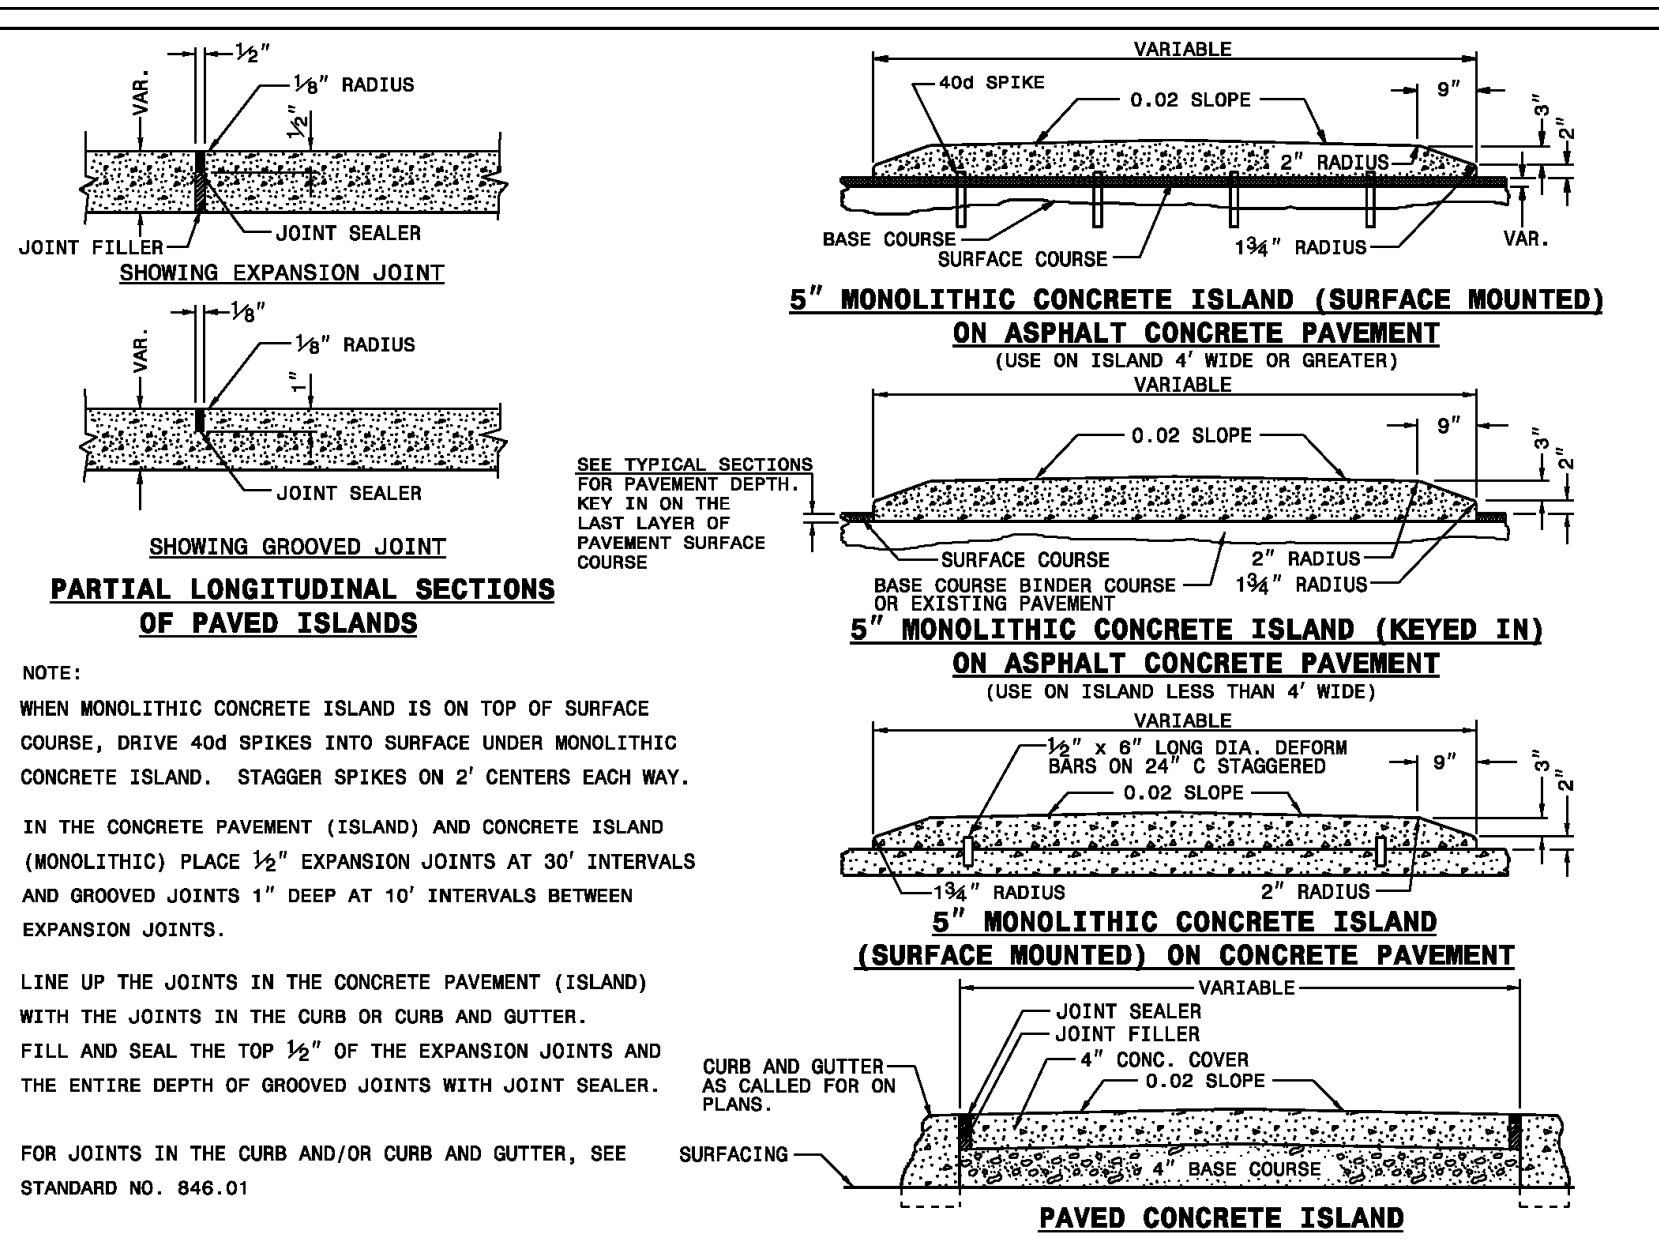 ½"
⅛" RADIUS
VAR.
½"
JOINT FILLER
JOINT SEALER
SHOWING EXPANSION JOINT
⅛"
⅛" RADIUS
VAR.
1"
JOINT SEALER
SHOWING GROOVED JOINT
PARTIAL LONGITUDINAL SECTIONS
OF PAVED ISLANDS
NOTE:
WHEN MONOLITHIC CONCRETE ISLAND IS ON TOP OF SURFACE
COURSE, DRIVE 40d SPIKES INTO SURFACE UNDER MONOLITHIC
CONCRETE ISLAND. STAGGER SPIKES ON 2' CENTERS EACH WAY.
IN THE CONCRETE PAVEMENT (ISLAND) AND CONCRETE ISLAND
(MONOLITHIC) PLACE ½" EXPANSION JOINTS AT 30' INTERVALS
AND GROOVED JOINTS 1" DEEP AT 10' INTERVALS BETWEEN
EXPANSION JOINTS.
LINE UP THE JOINTS IN THE CONCRETE PAVEMENT (ISLAND)
WITH THE JOINTS IN THE CURB OR CURB AND GUTTER.
FILL AND SEAL THE TOP ½" OF THE EXPANSION JOINTS AND
THE ENTIRE DEPTH OF GROOVED JOINTS WITH JOINT SEALER.
FOR JOINTS IN THE CURB AND/OR CURB AND GUTTER, SEE
STANDARD NO. 846.01
VARIABLE
40d SPIKE
0.02 SLOPE
9"
3"
2"
2" RADIUS
BASE COURSE
SURFACE COURSE
1¾" RADIUS
VAR.
5" MONOLITHIC CONCRETE ISLAND (SURFACE MOUNTED)
ON ASPHALT CONCRETE PAVEMENT
(USE ON ISLAND 4' WIDE OR GREATER)
VARIABLE
0.02 SLOPE
9"
3"
2"
SEE TYPICAL SECTIONS
FOR PAVEMENT DEPTH.
KEY IN ON THE
LAST LAYER OF
PAVEMENT SURFACE
COURSE
SURFACE COURSE
2" RADIUS
BASE COURSE BINDER COURSE
OR EXISTING PAVEMENT
1¾" RADIUS
5" MONOLITHIC CONCRETE ISLAND (KEYED IN)
ON ASPHALT CONCRETE PAVEMENT
(USE ON ISLAND LESS THAN 4' WIDE)
VARIABLE
½" x 6" LONG DIA. DEFORM
BARS ON 24" C STAGGERED
0.02 SLOPE
9"
3"
2"
1¾" RADIUS
2" RADIUS
5" MONOLITHIC CONCRETE ISLAND
(SURFACE MOUNTED) ON CONCRETE PAVEMENT
VARIABLE
JOINT SEALER
JOINT FILLER
4" CONC. COVER
0.02 SLOPE
CURB AND GUTTER
AS CALLED FOR ON
PLANS.
SURFACING
4" BASE COURSE
PAVED CONCRETE ISLAND